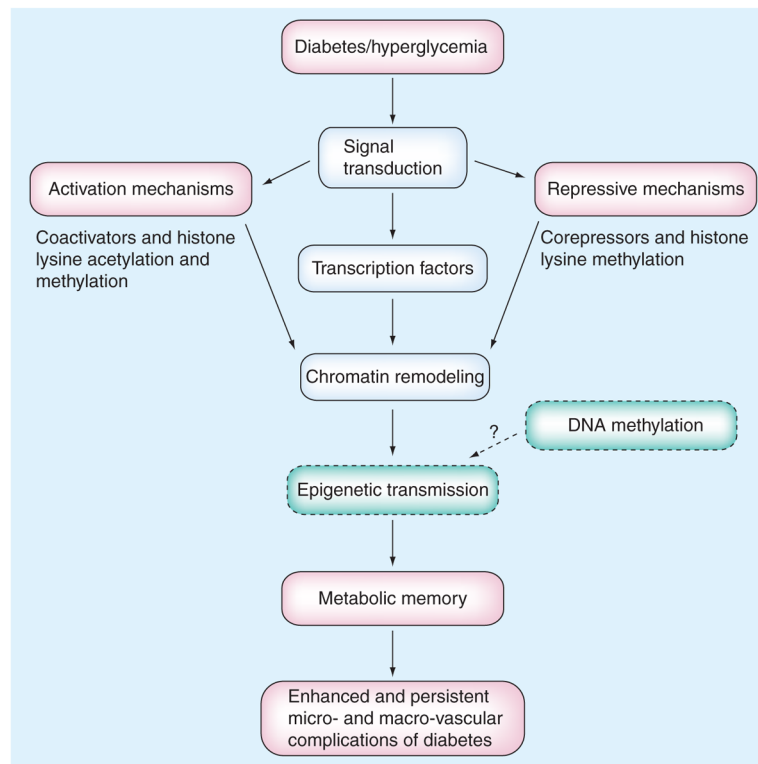 Diabetes/hyperglycemia
Signal
transduction
Activation mechanisms
Repressive mechanisms
Coactivators and histone
lysine acetylation and
methylation
Corepressors and histone
lysine methylation
Transcription factors
Chromatin remodeling
DNA methylation
?
Epigenetic transmission
Metabolic memory
Enhanced and persistent
micro- and macro-vascular
complications of diabetes